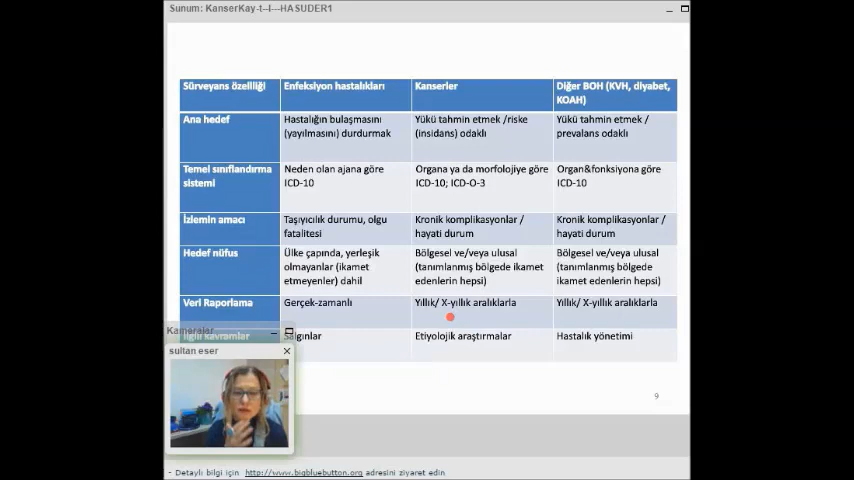 Sunum: KanserKay-t--I---HASUDER1
Sürveyans özelliği
Enfeksiyon hastalıkları
Kanserler
Diğer BOH (KVH, diyabet,
KOAH)
Ana hedef
Hastalığın bulaşmasını
(yayılmasını) durdurmak
Yükü tahmin etmek /riske
(insidans) odaklı
Yükü tahmin etmek /
prevalans odaklı
Temel sınıflandırma
sistemi
Neden olan ajana göre
ICD-10
Organa ya da morfolojiye göre
ICD-10; ICD-O-3
Organ&fonksiyona göre
ICD-10
İzlemin amacı
Taşıyıcılık durumu, olgu
fatalitesi
Kronik komplikasyonlar /
hayati durum
Kronik komplikasyonlar /
hayati durum
Hedef nüfus
Ülke çapında, yerleşik
olmayanlar (ikamet
etmeyenler) dahil
Bölgesel ve/veya ulusal
(tanımlanmış bölgede ikamet
edenlerin hepsi)
Bölgesel ve/veya ulusal
(tanımlanmış bölgede
ikamet edenlerin hepsi)
Veri Raporlama
Gerçek-zamanlı
Yıllık/ X-yıllık aralıklarla
Yıllık/ X-yıllık aralıklarla
İlgili kavramlar
Salgınlar
Etiyolojik araştırmalar
Hastalık yönetimi
Kameralar
sultan eser
9
- Detaylı bilgi için http://www.bigbluebutton.org adresini ziyaret edin